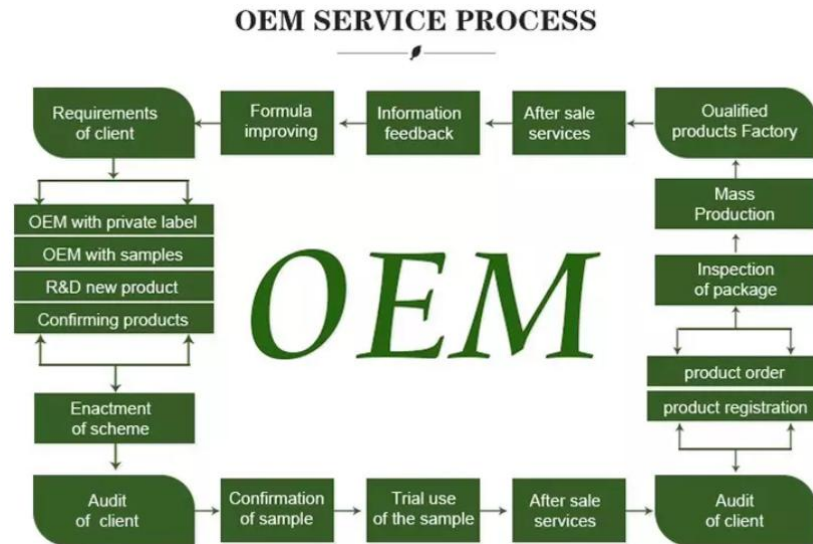 OEM SERVICE PROCESS
Requirements
of client
Formula
improving
Information
feedback
After sale
services
Oualified
products Factory
OEM with private label
OEM with samples
R&D new product
Confirming products
OEM
Mass
Production
Inspection
of package
product order
product registration
Enactment
of scheme
Audit
of client
Confirmation
of sample
Trial use
of the sample
After sale
services
Audit
of client